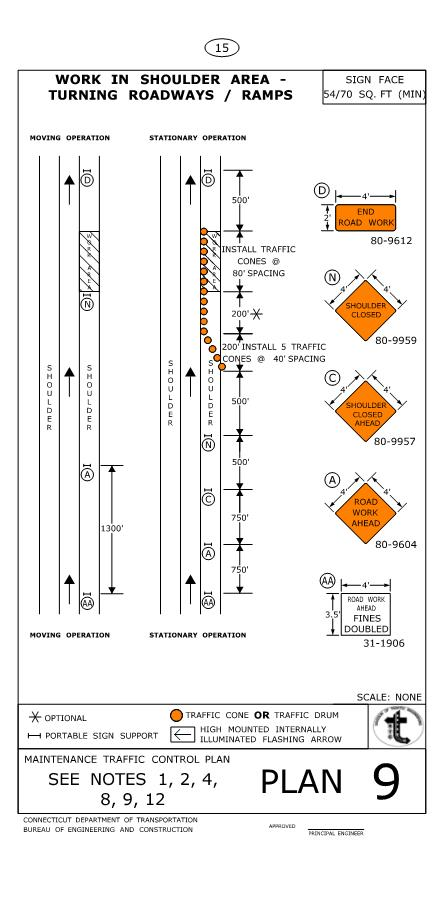 15
WORK IN SHOULDER AREA -
TURNING ROADWAYS / RAMPS
SIGN FACE
54/70 SQ. FT (MIN)
MOVING OPERATION
STATIONARY OPERATION
D
WORK AREA
N
SHOULDER
SHOULDER
A
1300'
AA
MOVING OPERATION
D
500'
WORK AREA
INSTALL TRAFFIC
CONES @
80' SPACING
200'
200' INSTALL 5 TRAFFIC
CONES @ 40' SPACING
SHOULDER
SHOULDER
500'
N
500'
C
750'
A
750'
AA
STATIONARY OPERATION
D
4'
2'
END
ROAD WORK
80-9612
N
4'
4'
SHOULDER
CLOSED
80-9959
C
4'
4'
SHOULDER
CLOSED
AHEAD
80-9957
A
4'
4'
ROAD
WORK
AHEAD
80-9604
AA
4'
3.5'
ROAD WORK
AHEAD
FINES
DOUBLED
31-1906
SCALE: NONE
OPTIONAL
TRAFFIC CONE OR TRAFFIC DRUM
PORTABLE SIGN SUPPORT
HIGH MOUNTED INTERNALLY
ILLUMINATED FLASHING ARROW
MAINTENANCE TRAFFIC CONTROL PLAN
SEE NOTES 1, 2, 4,
8, 9, 12
PLAN 9
CONNECTICUT DEPARTMENT OF TRANSPORTATION
BUREAU OF ENGINEERING AND CONSTRUCTION
APPROVED
PRINCIPAL ENGINEER